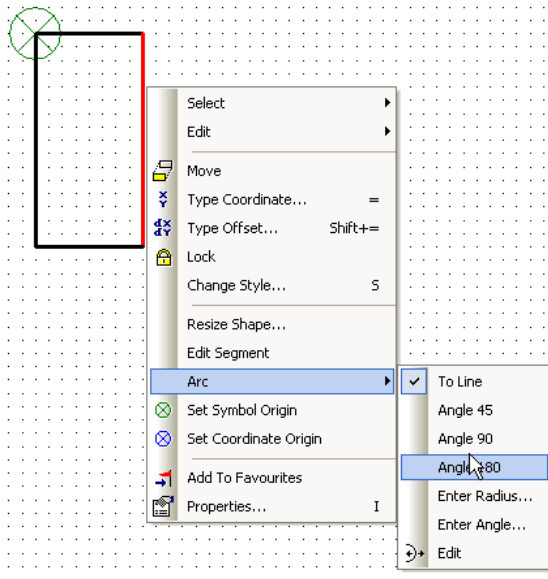 Select
Edit
Move
Type Coordinate... =
Type Offset... Shift+=
Lock
Change Style... S
Resize Shape...
Edit Segment
Arc
Set Symbol Origin
Set Coordinate Origin
Add To Favourites
Properties... I
To Line
Angle 45
Angle 90
Angle
Enter Radius...
Enter Angle...
Edit